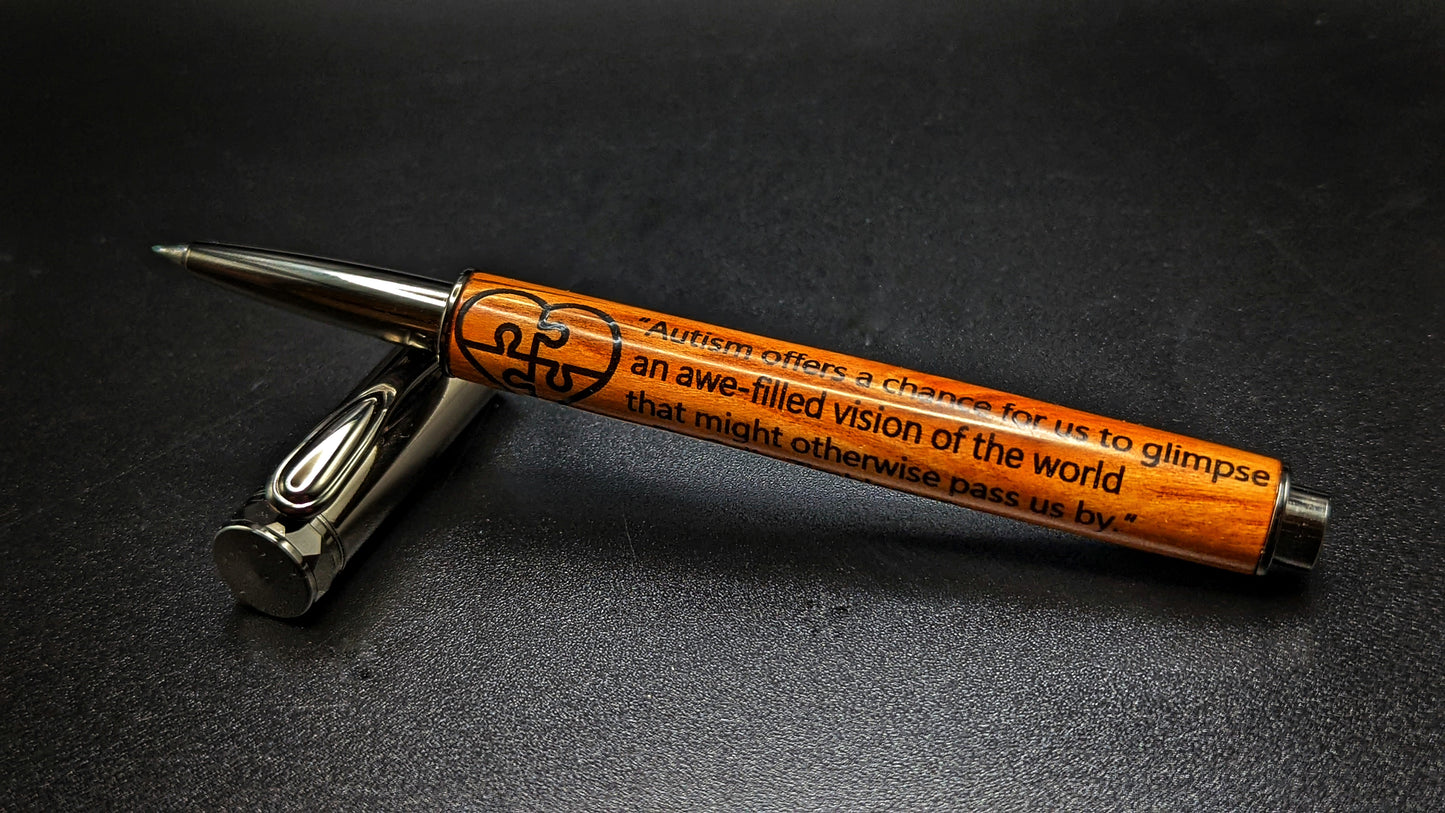 “Autism offers a chance for us to glimpse
an awe-filled vision of the world
that might otherwise pass us by.”